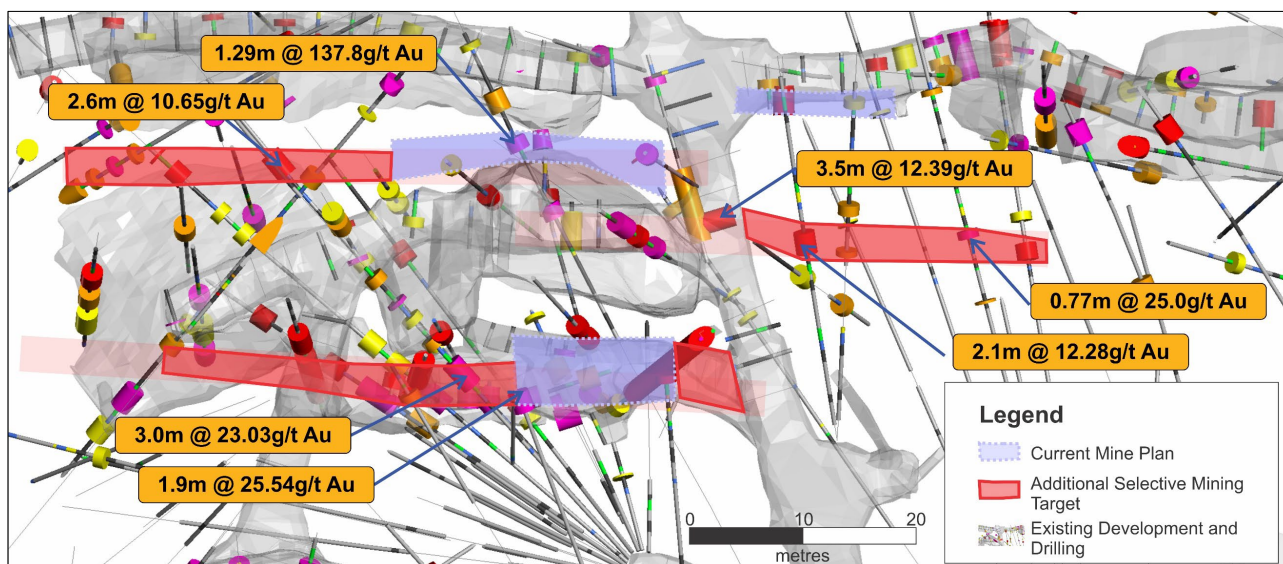 1.29m @ 137.8g/t Au
2.6m @ 10.65g/t Au
3.5m @ 12.39g/t Au
0.77m @ 25.0g/t Au
2.1m @ 12.28g/t Au
3.0m @ 23.03g/t Au
1.9m @ 25.54g/t Au
0 10 20
metres
Legend
Current Mine Plan
Additional Selective Mining
Target
Existing Development and
Drilling